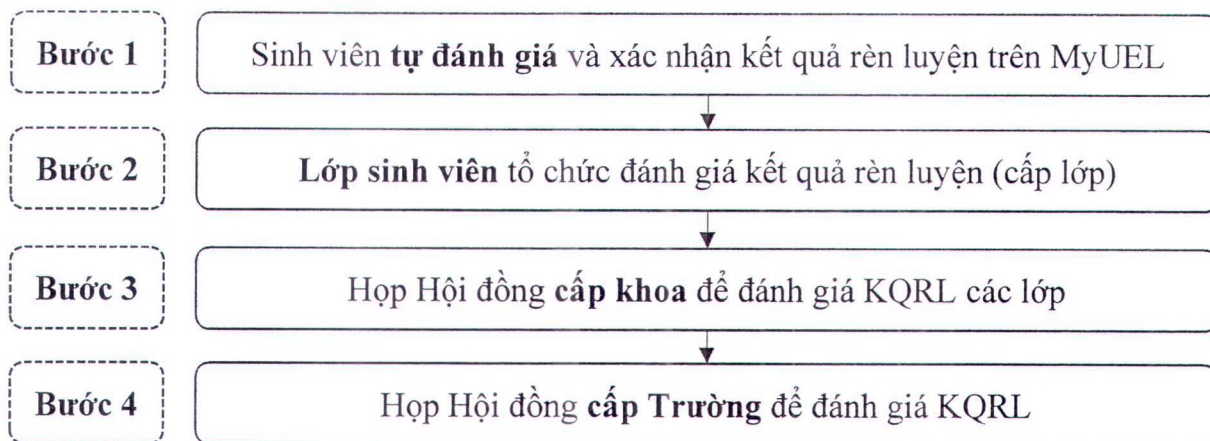 Bước 1
Sinh viên tự đánh giá và xác nhận kết quả rèn luyện trên MyUEL
Bước 2
Lớp sinh viên tổ chức đánh giá kết quả rèn luyện (cấp lớp)
Bước 3
Họp Hội đồng cấp khoa để đánh giá KQRL các lớp
Bước 4
Họp Hội đồng cấp Trường để đánh giá KQRL